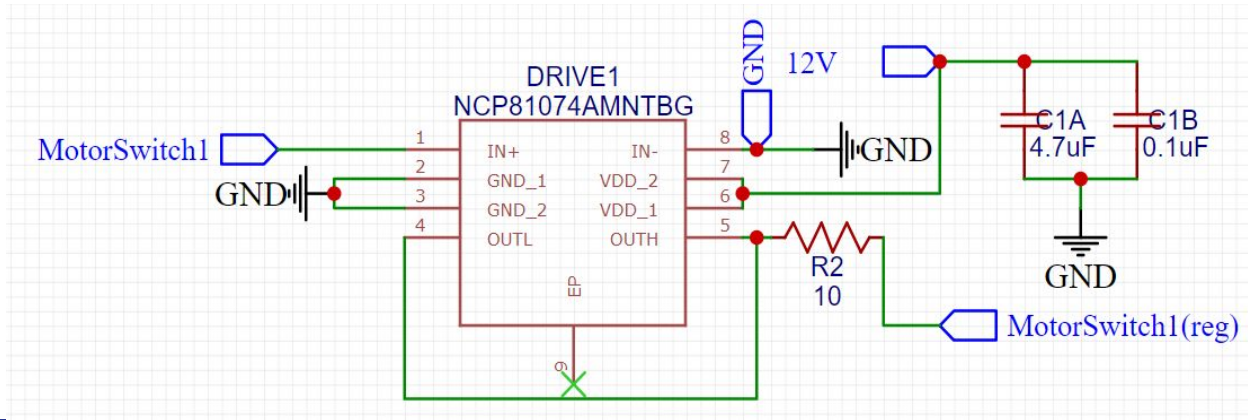 GND
12V
DRIVE1
NCP81074AMNTBG
MotorSwitch1
1
IN+
IN-
8
GND
C1A
4.7uF
C1B
0.1uF
2
GND_1
VDD_2
7
GND
3
GND_2
VDD_1
6
4
OUTL
OUTH
5
R2
10
EP
9
GND
MotorSwitch1(reg)